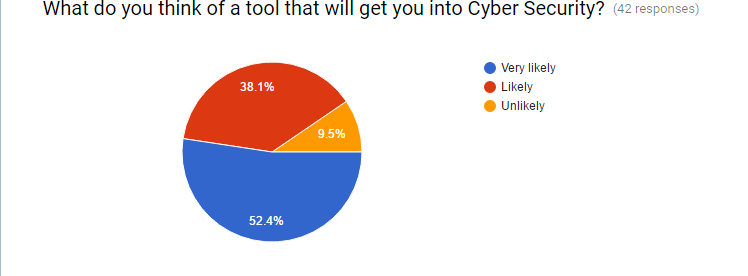 What do you think of a tool that will get you into Cyber Security? (42 responses)
Very likely
Likely
Unlikely
38.1%
9.5%
52.4%